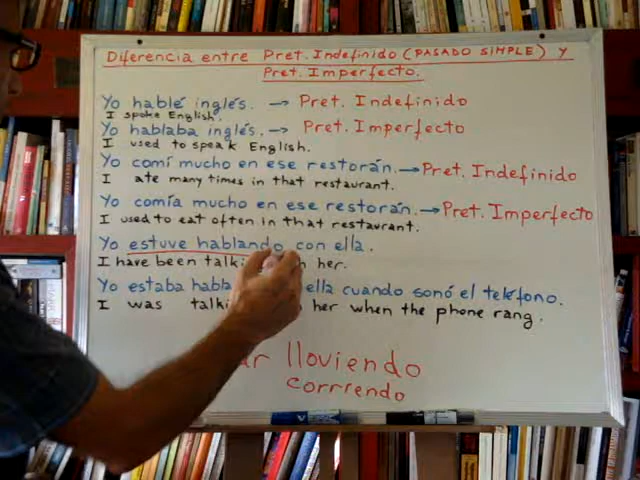 Diferencia entre Pret. Indefinido (PASADO SIMPLE) y
Pret. Imperfecto.
Yo hablé inglés. → Pret. Indefinido
I spoke English.
Yo hablaba inglés. → Pret. Imperfecto
I used to speak English.
Yo comí mucho en ese restorán. → Pret. Indefinido
I ate many times in that restaurant.
Yo comía mucho en ese restorán. → Pret. Imperfecto
I used to eat often in that restaurant.
Yo estuve hablando con ella.
I have been her.
Yo estaba ella cuando sonó el teléfono.
I was her when the phone rang.
lloviendo
corrriendo